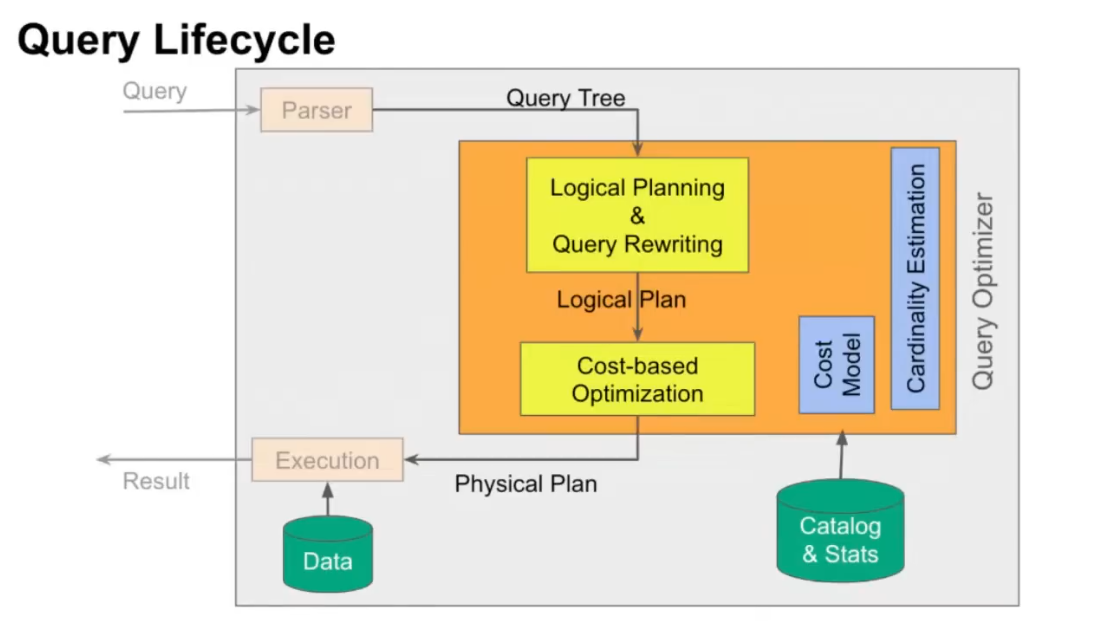 Query Lifecycle
Query
Parser
Query Tree
Logical Planning
&
Query Rewriting
Logical Plan
Cost-based
Optimization
Cost
Model
Cardinality Estimation
Query Optimizer
Execution
Result
Physical Plan
Data
Catalog
& Stats